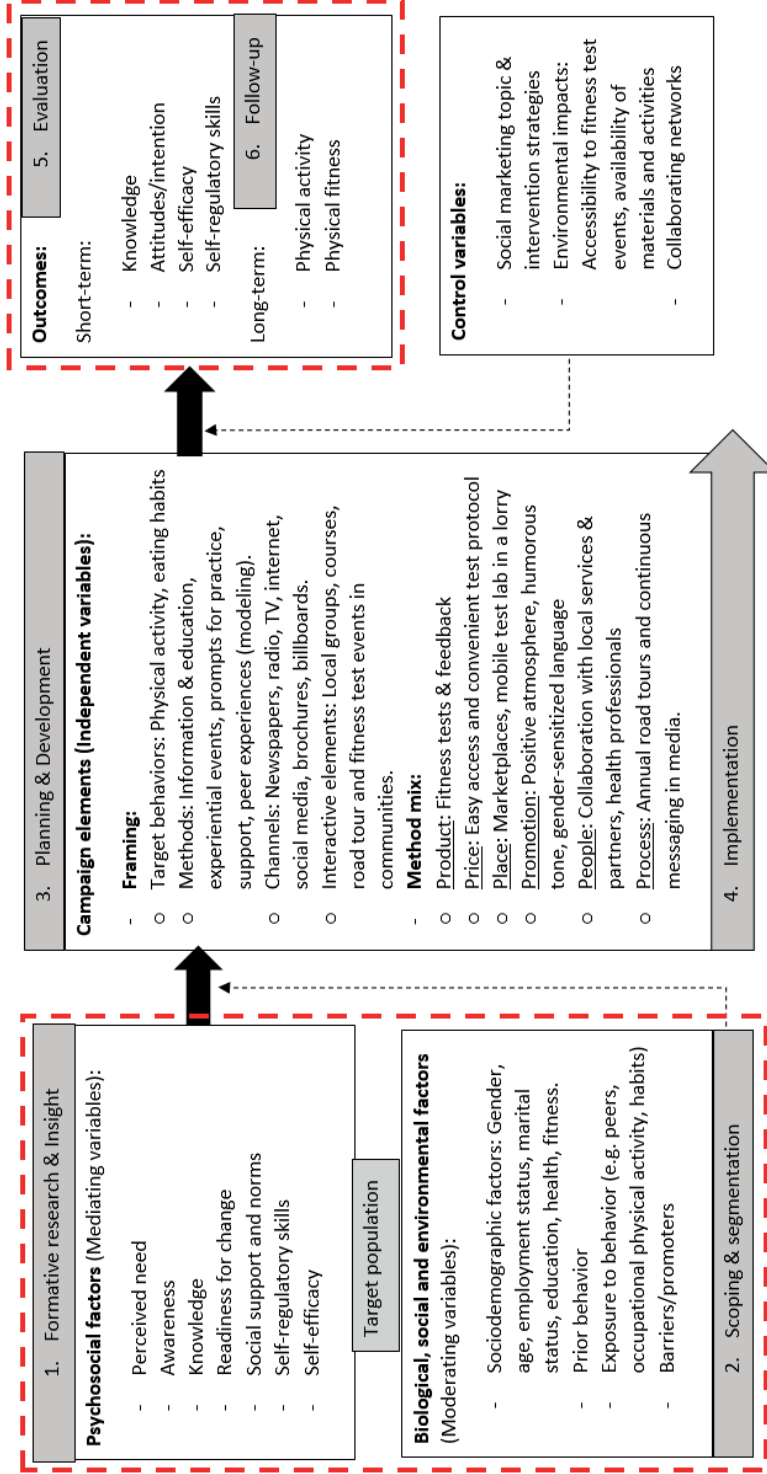 1. Formative research & Insight
Psychosocial factors (Mediating variables):
- Perceived need
- Awareness
- Knowledge
- Readiness for change
- Social support and norms
- Self-regulatory skills
- Self-efficacy
Target population
Biological, social and environmental factors
(Moderating variables):
- Sociodemographic factors: Gender,
age, employment status, marital
status, education, health, fitness.
- Prior behavior
- Exposure to behavior (e.g. peers,
occupational physical activity, habits)
- Barriers/promoters
2. Scoping & segmentation
3. Planning & Development
Campaign elements (Independent variables):
- Framing:
○ Target behaviors: Physical activity, eating habits
○ Methods: Information & education,
experiential events, prompts for practice,
support, peer experiences (modeling).
○ Channels: Newspapers, radio, TV, internet,
social media, brochures, billboards.
○ Interactive elements: Local groups, courses,
road tour and fitness test events in
communities.
- Method mix:
○ Product: Fitness tests & feedback
○ Price: Easy access and convenient test protocol
○ Place: Marketplaces, mobile test lab in a lorry
○ Promotion: Positive atmosphere, humorous
tone, gender-sensitized language
○ People: Collaboration with local services &
partners, health professionals
○ Process: Annual road tours and continuous
messaging in media.
4. Implementation
5. Evaluation
Outcomes:
Short-term:
- Knowledge
- Attitudes/intention
- Self-efficacy
- Self-regulatory skills
6. Follow-up
Long-term:
- Physical activity
- Physical fitness
Control variables:
- Social marketing topic &
intervention strategies
- Environmental impacts:
Accessibility to fitness test
events, availability of
materials and activities
- Collaborating networks